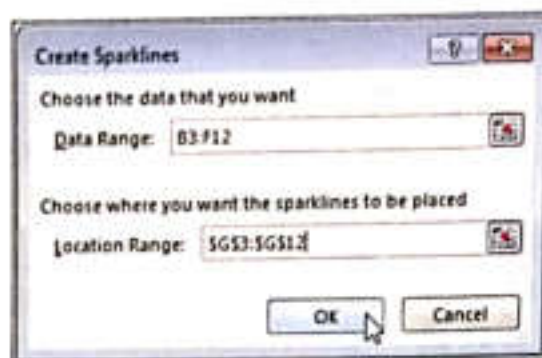 Create Sparklines
Choose the data that you want
Data Range: B3:F12
Choose where you want the sparklines to be placed
Location Range: $G$3:$G$12
OK Cancel